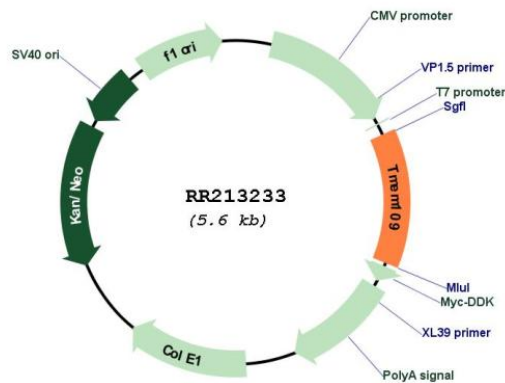 CMV promoter
VP1.5 primer
T7 promoter
SgfI
Tmem109
MluI
Myc-DDK
XL39 primer
PolyA signal
Col E1
Kan/Neo
SV40 ori
f1 ori
RR213233
(5.6 kb)